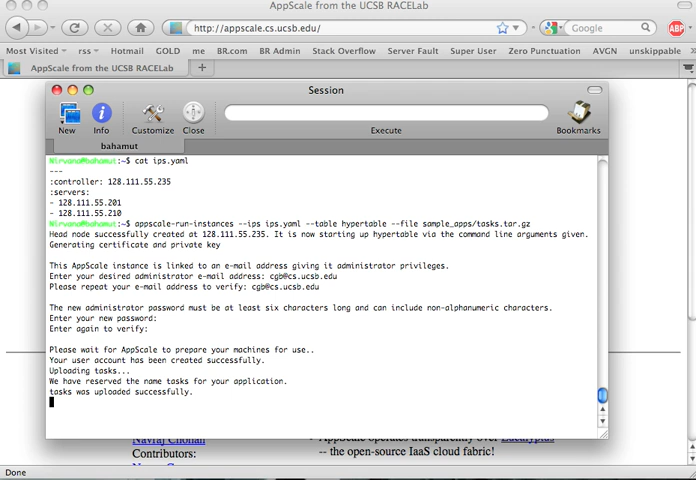 AppScale from the UCSB RACELab
http://appscale.cs.ucsb.edu/
Google
ABP
Most Visited
rss
Hotmail
GOLD
me
BR.com
BR Admin
Stack Overflow
Server Fault
Super User
Zero Punctuation
AVGN
unskippable
AppScale from the UCSB RACELab
Session
New
Info
Customize
Close
Execute
Bookmarks
bahamut
Nirvana@bahamut:~$ cat ips.yaml
---
:controller: 128.111.55.235
:servers:
- 128.111.55.201
- 128.111.55.210
Nirvana@bahamut:~$ appscale-run-instances --ips ips.yaml --table hypertable --file sample_apps/tasks.tar.gz
Head node successfully created at 128.111.55.235. It is now starting up hypertable via the command line arguments given.
Generating certificate and private key
This AppScale instance is linked to an e-mail address giving it administrator privileges.
Enter your desired administrator e-mail address: cgb@cs.ucsb.edu
Please repeat your e-mail address to verify: cgb@cs.ucsb.edu
The new administrator password must be at least six characters long and can include non-alphanumeric characters.
Enter your new password:
Enter again to verify:
Please wait for AppScale to prepare your machines for use..
Your user account has been created successfully.
Uploading tasks...
We have reserved the name tasks for your application.
tasks was uploaded successfully.
Navraj Chohan
Contributors:
AppScale operates transparently over Eucalyptus
-- the open-source IaaS cloud fabric!
Done